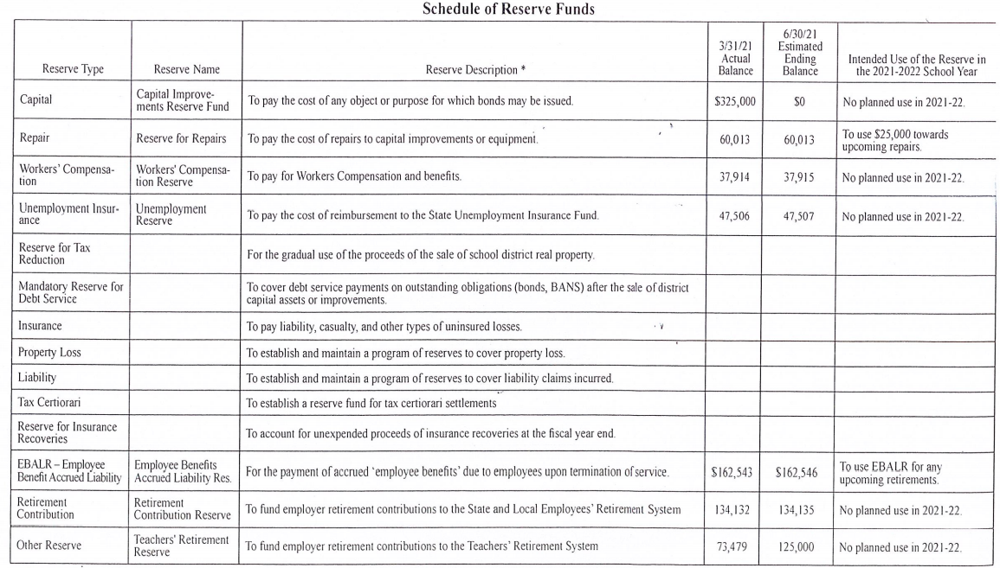 Schedule of Reserve Funds
Reserve Type
Reserve Name
Reserve Description *
3/31/21
Actual
Balance
6/30/21
Estimated
Ending
Balance
Intended Use of the Reserve in
the 2021-2022 School Year
Capital
Capital Improve-
ments Reserve Fund
To pay the cost of any object or purpose for which bonds may be issued.
$325,000
$0
No planned use in 2021-22.
Repair
Reserve for Repairs
To pay the cost of repairs to capital improvements or equipment.
60,013
60,013
To use $25,000 towards
upcoming repairs.
Workers' Compensa-
tion
Workers' Compensa-
tion Reserve
To pay for Workers Compensation and benefits.
37,914
37,915
No planned use in 2021-22.
Unemployment Insur-
ance
Unemployment
Reserve
To pay the cost of reimbursement to the State Unemployment Insurance Fund.
47,506
47,507
No planned use in 2021-22.
Reserve for Tax
Reduction
For the gradual use of the proceeds of the sale of school district real property.
Mandatory Reserve for
Debt Service
To cover debt service payments on outstanding obligations (bonds, BANS) after the sale of district
capital assets or improvements.
Insurance
To pay liability, casualty, and other types of uninsured losses.
Property Loss
To establish and maintain a program of reserves to cover property loss.
Liability
To establish and maintain a program of reserves to cover liability claims incurred.
Tax Certiorari
To establish a reserve fund for tax certiorari settlements
Reserve for Insurance
Recoveries
To account for unexpended proceeds of insurance recoveries at the fiscal year end.
EBALR – Employee
Benefit Accrued Liability
Employee Benefits
Accrued Liability Res.
For the payment of accrued 'employee benefits' due to employees upon termination of service.
$162,543
$162,546
To use EBALR for any
upcoming retirements.
Retirement
Contribution
Retirement
Contribution Reserve
To fund employer retirement contributions to the State and Local Employees' Retirement System
134,132
134,135
No planned use in 2021-22.
Other Reserve
Teachers' Retirement
Reserve
To fund employer retirement contributions to the Teachers' Retirement System
73,479
125,000
No planned use in 2021-22.